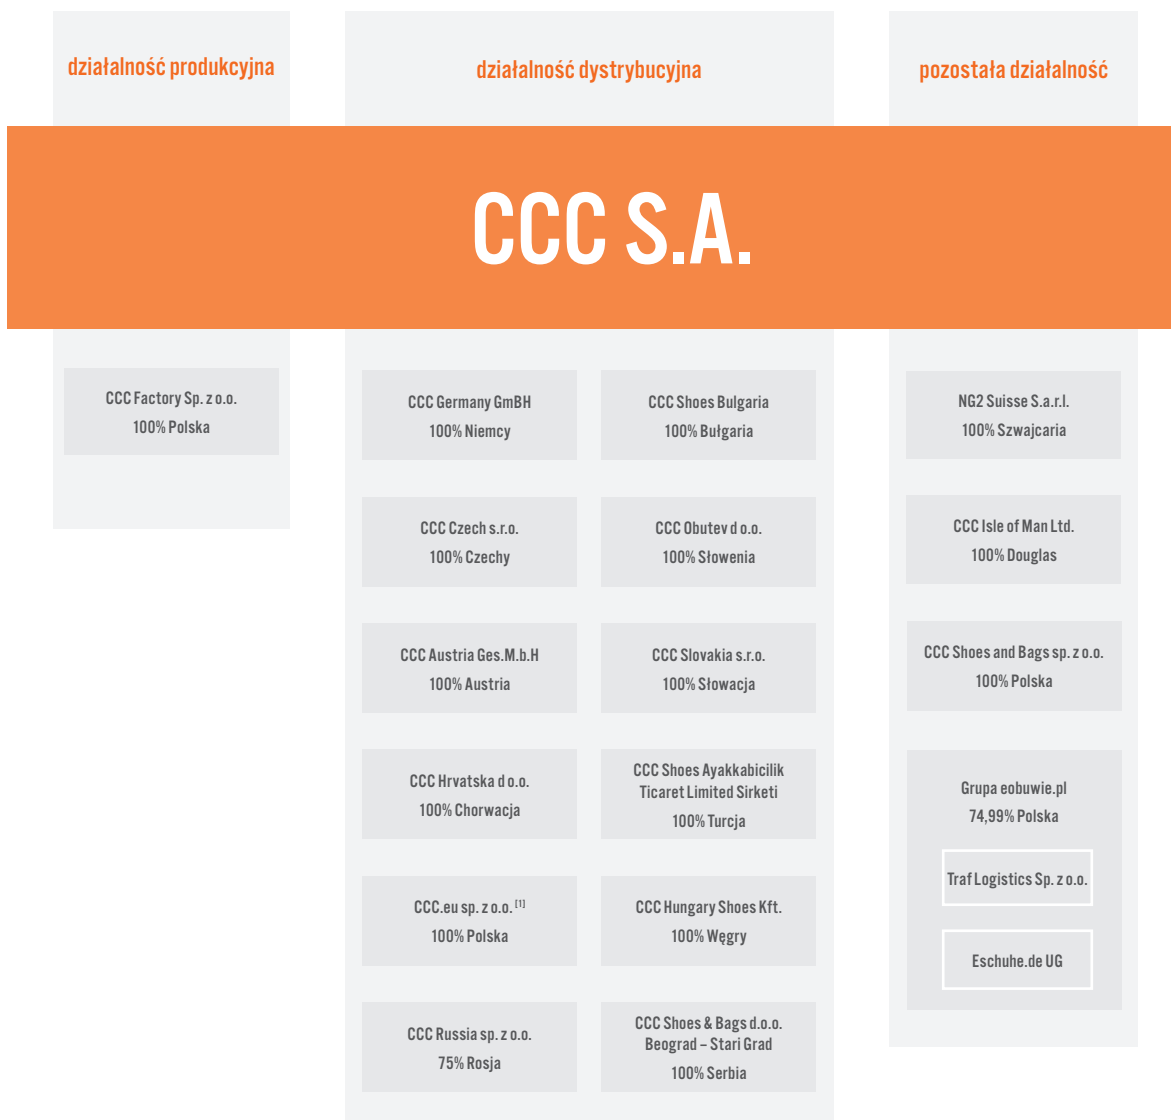 działalność produkcyjna
działalność dystrybucyjna
pozostała działalność
CCC S.A.
CCC Factory Sp. z o.o.
100% Polska
CCC Germany GmBH
100% Niemcy
CCC Shoes Bulgaria
100% Bułgaria
CCC Czech s.r.o.
100% Czechy
CCC Obutev d o.o.
100% Słowenia
CCC Austria Ges.M.b.H
100% Austria
CCC Slovakia s.r.o.
100% Słowacja
CCC Hrvatska d o.o.
100% Chorwacja
CCC Shoes Ayakkabicilik
Ticaret Limited Sirketi
100% Turcja
CCC.eu sp. z o.o. [1]
100% Polska
CCC Hungary Shoes Kft.
100% Węgry
CCC Russia sp. z o.o.
75% Rosja
CCC Shoes & Bags d.o.o.
Beograd – Stari Grad
100% Serbia
NG2 Suisse S.a.r.l.
100% Szwajcaria
CCC Isle of Man Ltd.
100% Douglas
CCC Shoes and Bags sp. z o.o.
100% Polska
Grupa eobuwie.pl
74,99% Polska
Traf Logistics Sp. z o.o.
Eschuhe.de UG